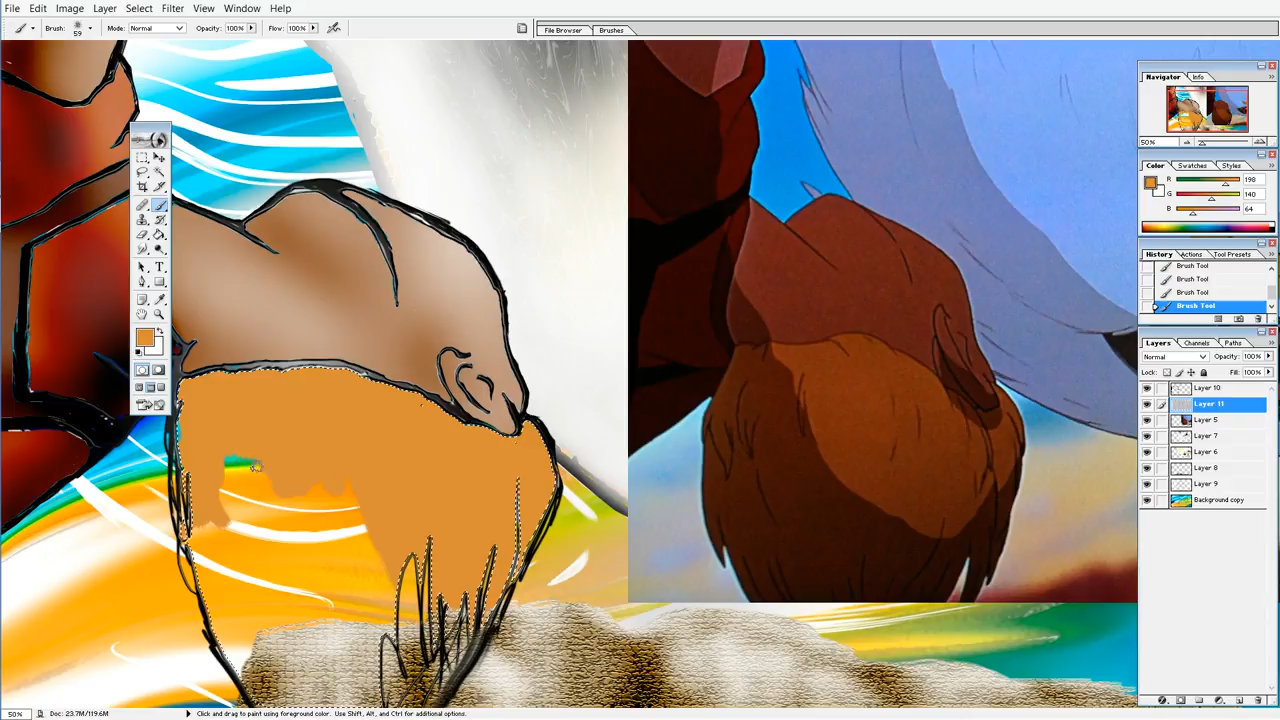 File Edit Image Layer Select Filter View Window Help
Brush: 59 Mode: Normal Opacity: 100% Flow: 100% File Browser Brushes
Navigator Info
50%
Color Swatches Styles
R 198
G 140
B 64
History Actions Tool Presets
Brush Tool
Brush Tool
Brush Tool
Brush Tool
Layers Channels Paths
Normal Opacity: 100%
Lock: Fill: 100%
Layer 10
Layer 11
Layer 5
Layer 7
Layer 6
Layer 8
Layer 9
Background copy
50% Doc: 23.7M/119.6M Click and drag to paint using foreground color. Use Shift, Alt, and Ctrl for additional options.